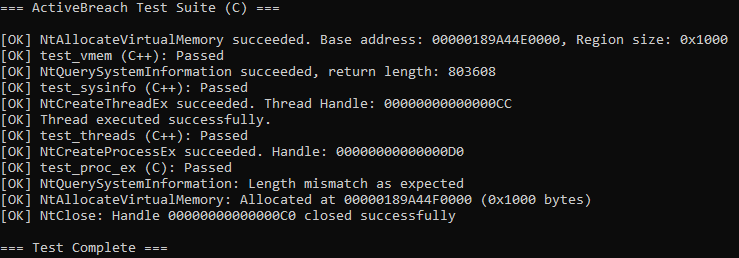 === ActiveBreach Test Suite (C) ===
[OK] NtAllocateVirtualMemory succeeded. Base address: 00000189A44E0000, Region size: 0x1000
[OK] test_vmem (C++): Passed
[OK] NtQuerySystemInformation succeeded, return length: 803608
[OK] test_sysinfo (C++): Passed
[OK] NtCreateThreadEx succeeded. Thread Handle: 00000000000000CC
[OK] Thread executed successfully.
[OK] test_threads (C++): Passed
[OK] NtCreateProcessEx succeeded. Handle: 00000000000000D0
[OK] test_proc_ex (C): Passed
[OK] NtQuerySystemInformation: Length mismatch as expected
[OK] NtAllocateVirtualMemory: Allocated at 00000189A44F0000 (0x1000 bytes)
[OK] NtClose: Handle 00000000000000C0 closed successfully
=== Test Complete ===